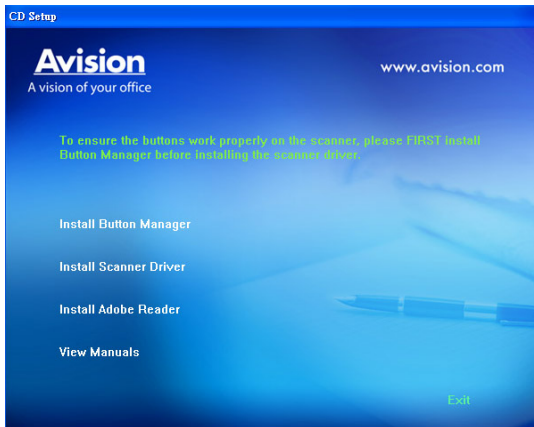 CD Setup
Avision
A vision of your office
www.avision.com
To ensure the buttons work properly on the scanner, please FIRST install
Button Manager before installing the scanner driver.
Install Button Manager
Install Scanner Driver
Install Adobe Reader
View Manuals
Exit